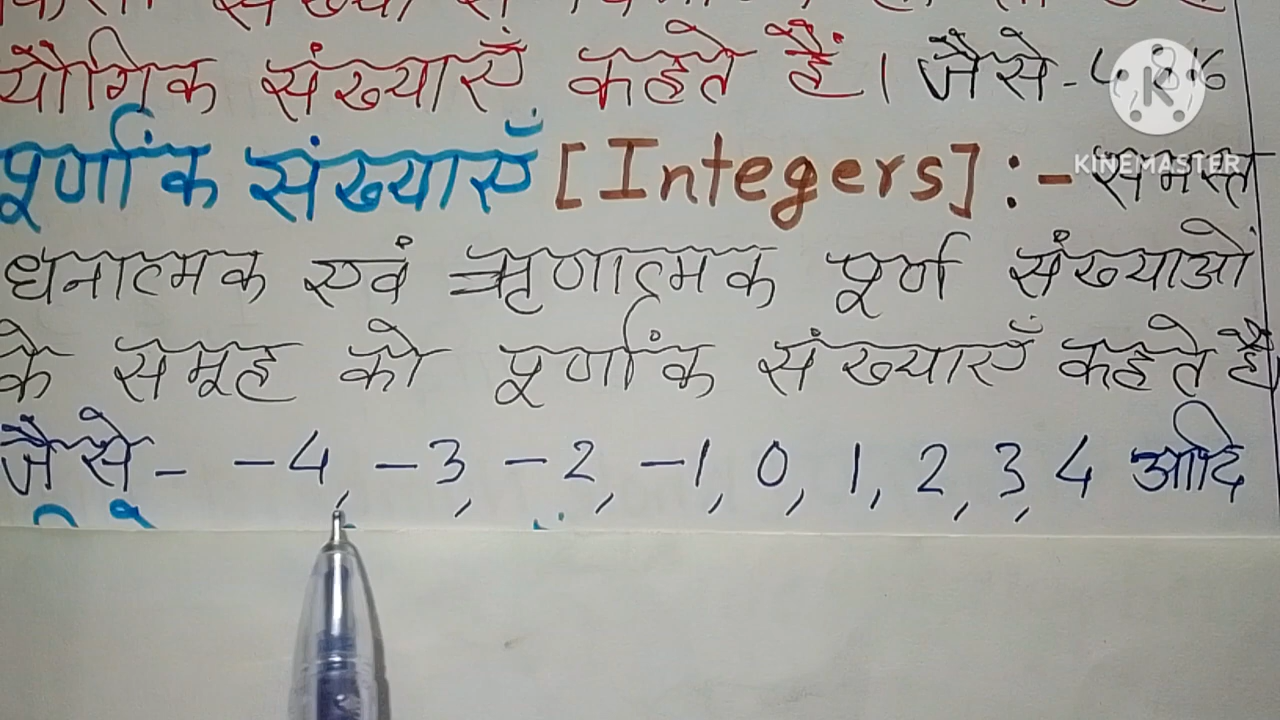 यौगिक संख्याएँ कहते हैं। जैसे - 4, 8, 6
पूर्णांक संख्याएँ [Integers] :- समस्त
KINEMASTER
धनात्मक एवं ऋणात्मक पूर्ण संख्याओं
के समूह को पूर्णांक संख्याएँ कहते हैं
जैसे - -4, -3, -2, -1, 0, 1, 2, 3, 4 आदि